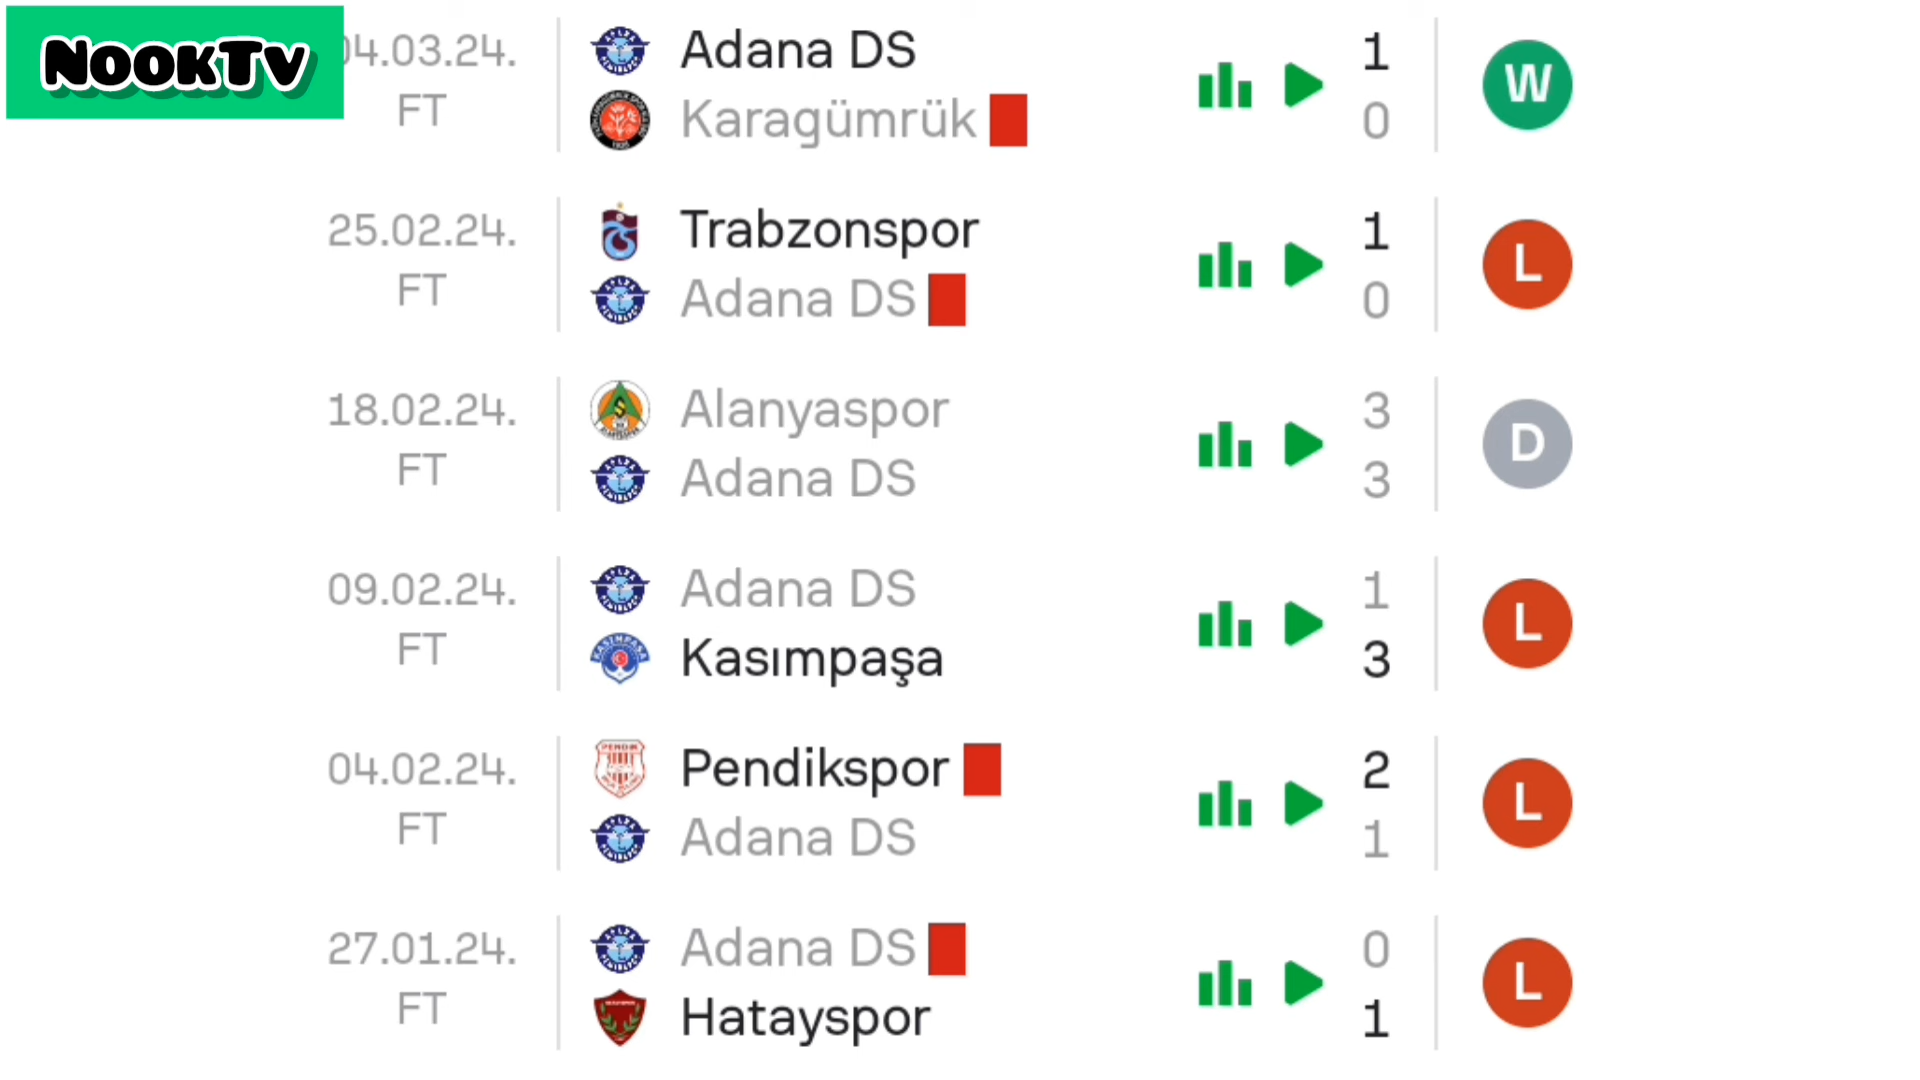 NookTv
04.03.24.
FT
Adana DS
Karagümrük
1
0
W
25.02.24.
FT
Trabzonspor
Adana DS
1
0
L
18.02.24.
FT
Alanyaspor
Adana DS
3
3
D
09.02.24.
FT
Adana DS
Kasımpaşa
1
3
L
04.02.24.
FT
Pendikspor
Adana DS
2
1
L
27.01.24.
FT
Adana DS
Hatayspor
0
1
L